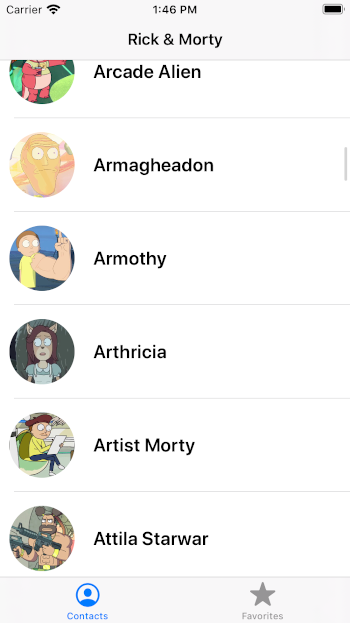 Carrier 1:46 PM
Rick & Morty
Arcade Alien
Armagheadon
Armothy
Arthricia
Artist Morty
Attila Starwar
Contacts Favorites